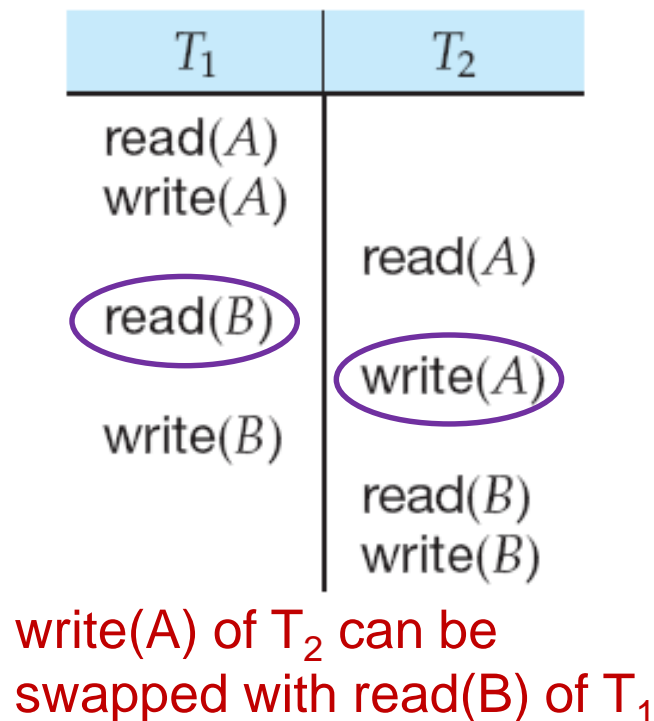 T₁ T₂
read(A)
write(A)
read(A)
read(B)
write(A)
write(B)
read(B)
write(B)
write(A) of T₂ can be
swapped with read(B) of T₁